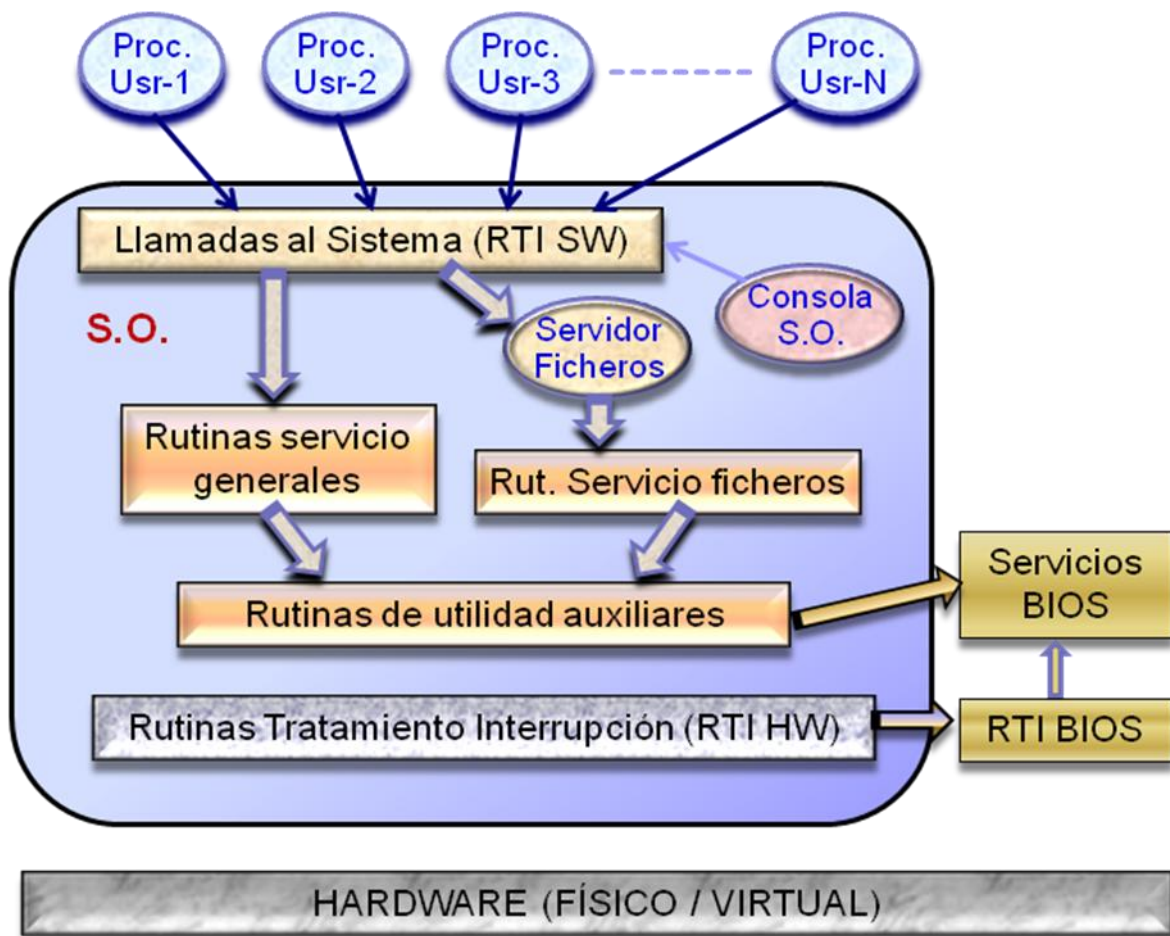 Proc.
Usr-1
Proc.
Usr-2
Proc.
Usr-3
Proc.
Usr-N
Llamadas al Sistema (RTI SW)
S.O.
Consola
S.O.
Servidor
Ficheros
Rutinas servicio
generales
Rut. Servicio ficheros
Rutinas de utilidad auxiliares
Servicios
BIOS
Rutinas Tratamiento Interrupción (RTI HW)
RTI BIOS
HARDWARE (FÍSICO / VIRTUAL)